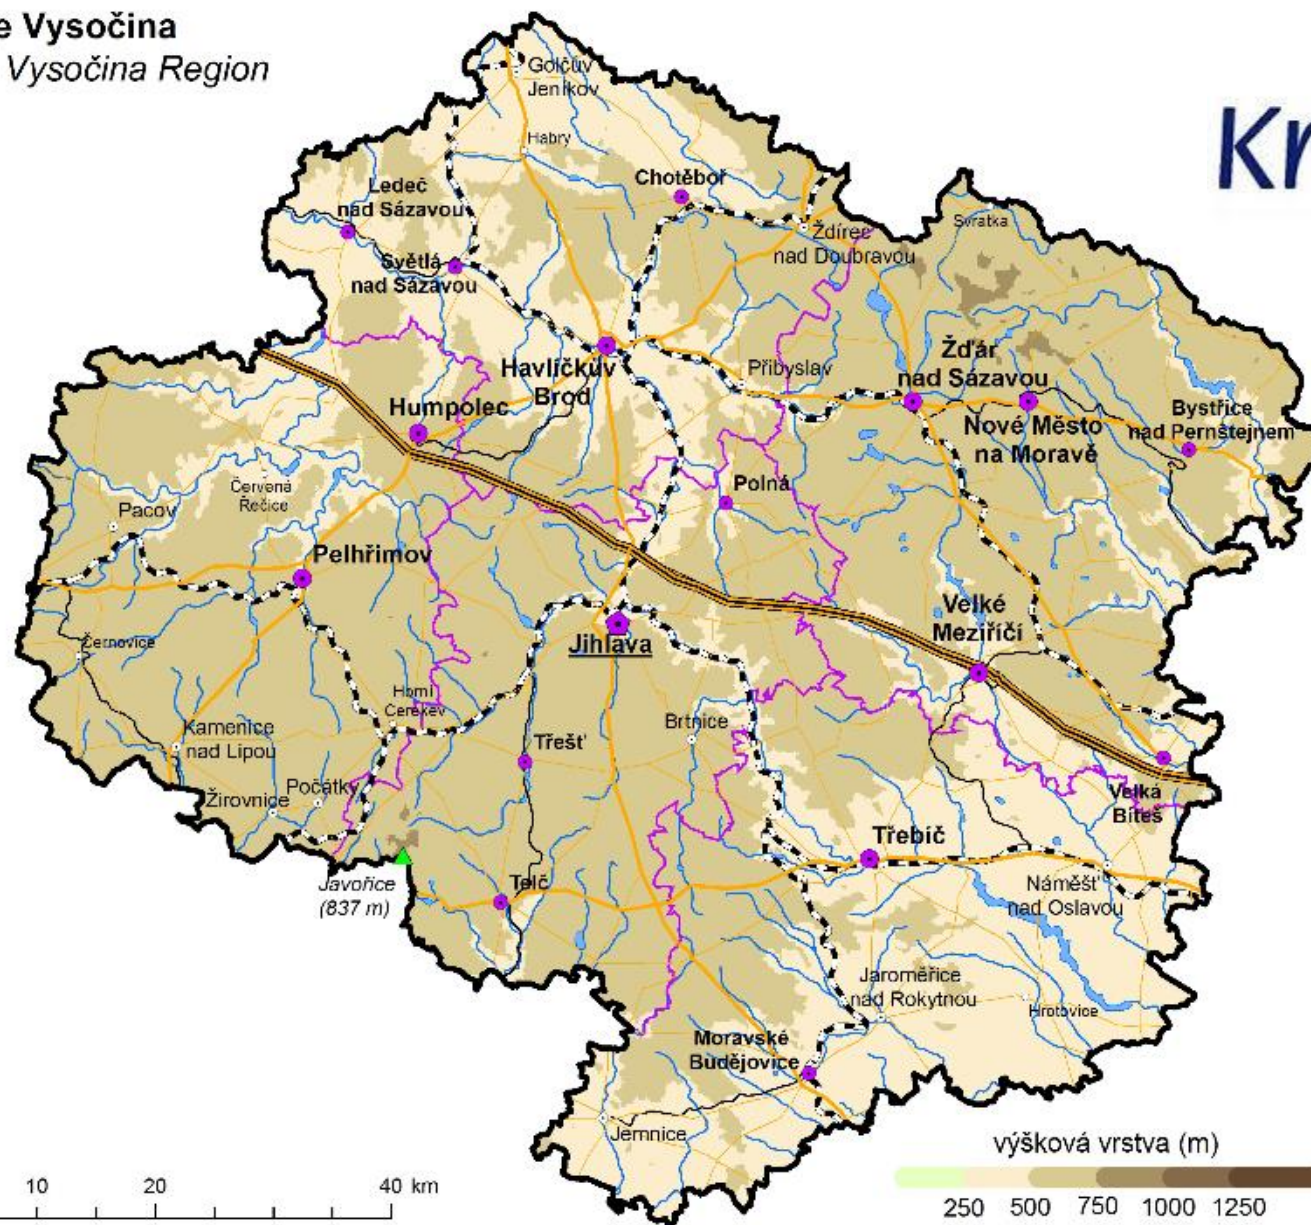 e Vysočina
Vysočina Region
Kr
Golčův
Jeníkov
Habry
Chotěboř
Ledeč
nad Sázavou
Svratka
Ždírec
nad Doubravou
Světlá
nad Sázavou
Havlíčkův
Brod
Přibyslav
Žďár
nad Sázavou
Humpolec
Nové Město
na Moravě
Bystřice
nad Pernštejnem
Červená
Řečice
Polná
Pacov
Pelhřimov
Velké
Meziříčí
Jihlava
Černovice
Horní
Cerekev
Kamenice
nad Lipou
Brtnice
Třešť
Počátky
Žirovnice
Velká
Bíteš
Třebíč
Javořice
(837 m)
Telč
Náměšť
nad Oslavou
Jaroměřice
nad Rokytnou
Hrotovice
Moravské
Budějovice
Jemnice
výšková vrstva (m)
10 20 40 km
250 500 750 1000 1250